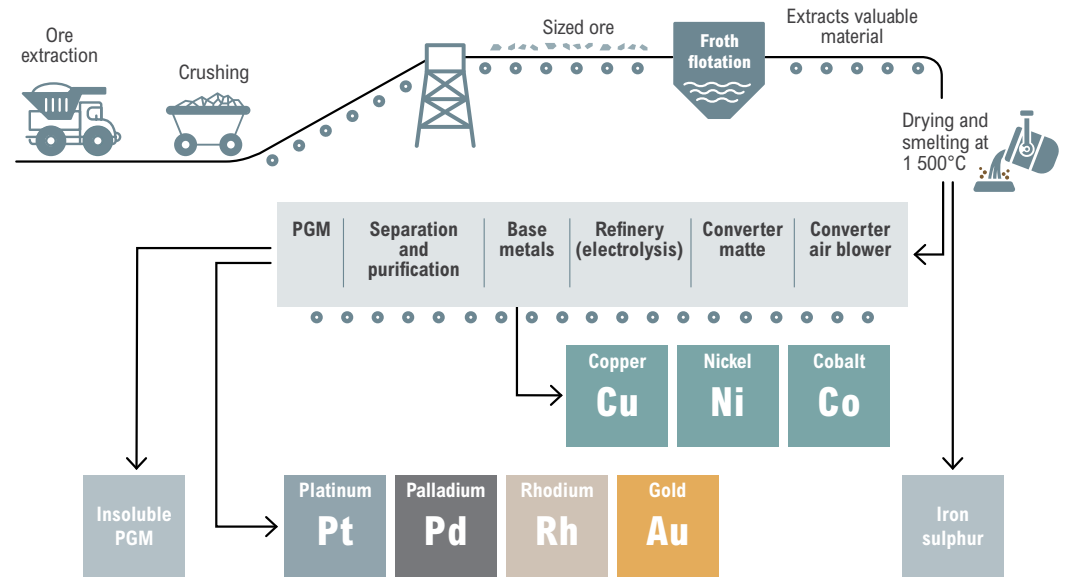 Ore
extraction
Crushing
Sized ore
Froth
flotation
Extracts valuable
material
Drying and
smelting at
1 500°C
PGM
Separation
and
purification
Base
metals
Refinery
(electrolysis)
Converter
matte
Converter
air blower
Copper
Cu
Nickel
Ni
Cobalt
Co
Insoluble
PGM
Platinum
Pt
Palladium
Pd
Rhodium
Rh
Gold
Au
Iron
sulphur